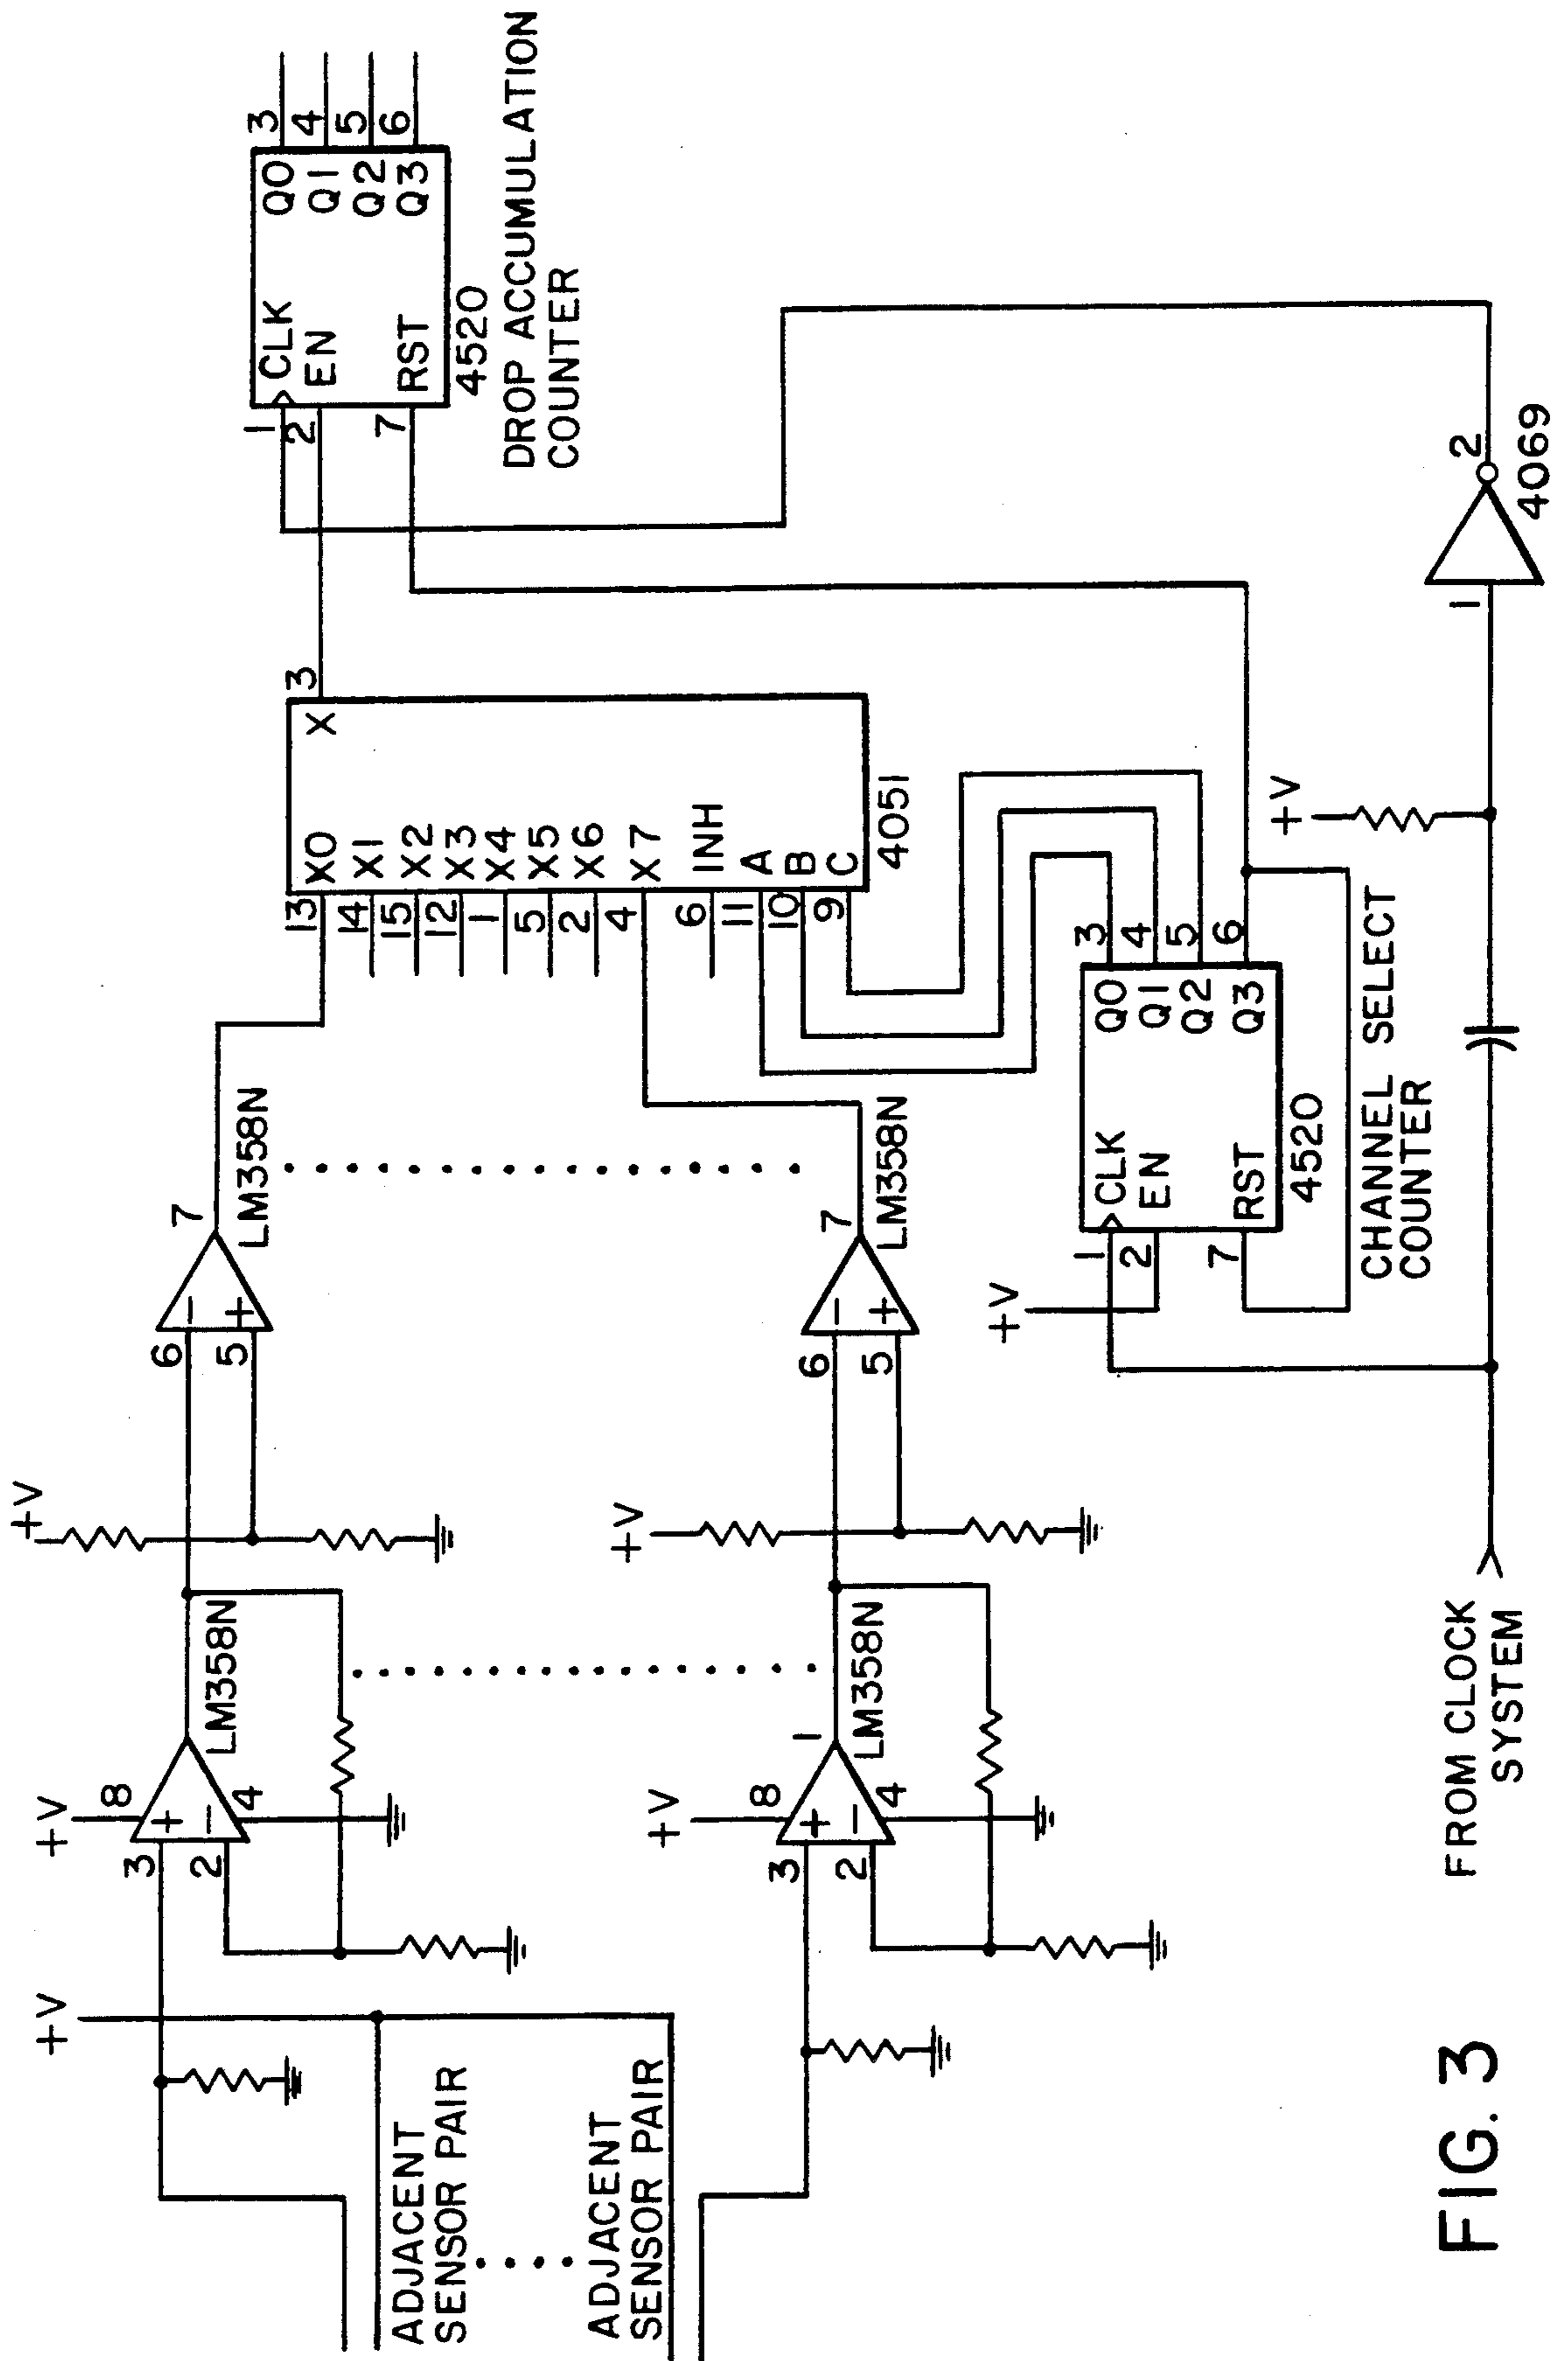 +V
+V
+V
3
2
+
−
8
4
LM358N
6
5
−
+
7
LM358N
ADJACENT
SENSOR PAIR
ADJACENT
SENSOR PAIR
+V
+V
3
2
+
−
8
4
1
LM358N
6
5
−
+
7
LM358N
13 X0
14 X1
15 X2
12 X3
1 X4
5 X5
2 X6
4 X7
6 INH
11 A
10 B
9 C
X 3
4051
1 CLK
2 EN
7 RST
Q0 3
Q1 4
Q2 5
Q3 6
4520
DROP ACCUMULATION
COUNTER
+V
1 CLK
2 EN
7 RST
Q0 3
Q1 4
Q2 5
Q3 6
4520
CHANNEL SELECT
COUNTER
+V
1
2
4069
FROM CLOCK
SYSTEM
FIG. 3